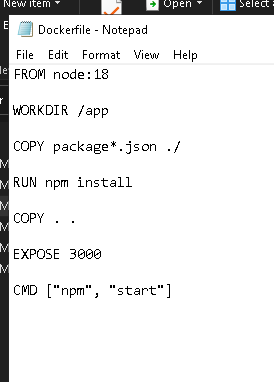 New item
Open
Select a
Dockerfile - Notepad
File Edit Format View Help
FROM node:18
WORKDIR /app
COPY package*.json ./
RUN npm install
COPY . .
EXPOSE 3000
CMD ["npm", "start"]